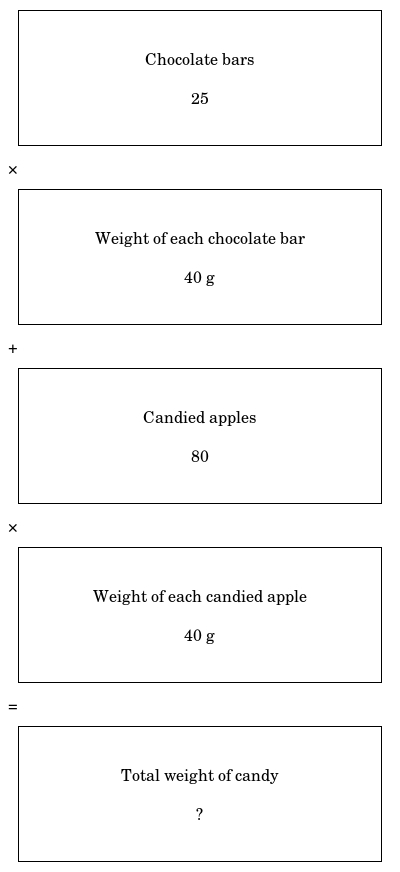 Chocolate bars
25
×
Weight of each chocolate bar
40 g
+
Candied apples
80
×
Weight of each candied apple
40 g
=
Total weight of candy
?